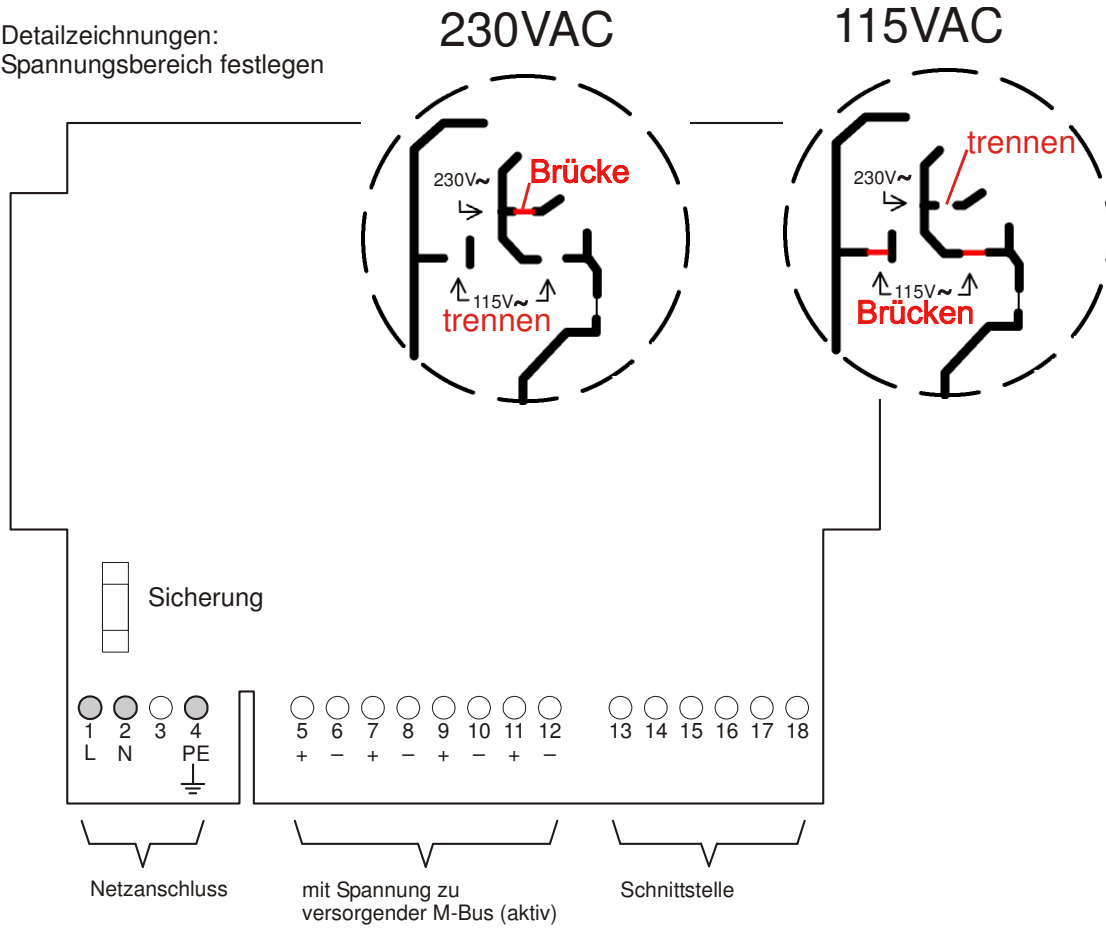 Detailzeichnungen:
Spannungsbereich festlegen
230VAC
115VAC
230V~
Brücke
115V~
trennen
trennen
230V~
115V~
Brücken
Sicherung
1 2 3 4
L N PE
5 6 7 8 9 10 11 12
+ – + – + – + –
13 14 15 16 17 18
Netzanschluss
mit Spannung zu
versorgender M-Bus (aktiv)
Schnittstelle